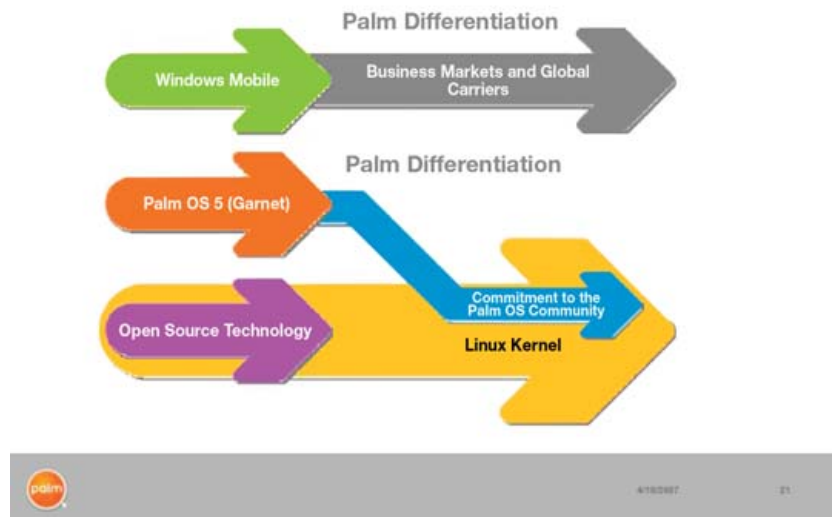 Palm Differentiation
Windows Mobile
Business Markets and Global
Carriers
Palm Differentiation
Palm OS 5 (Garnet)
Commitment to the
Palm OS Community
Open Source Technology
Linux Kernel
palm
21